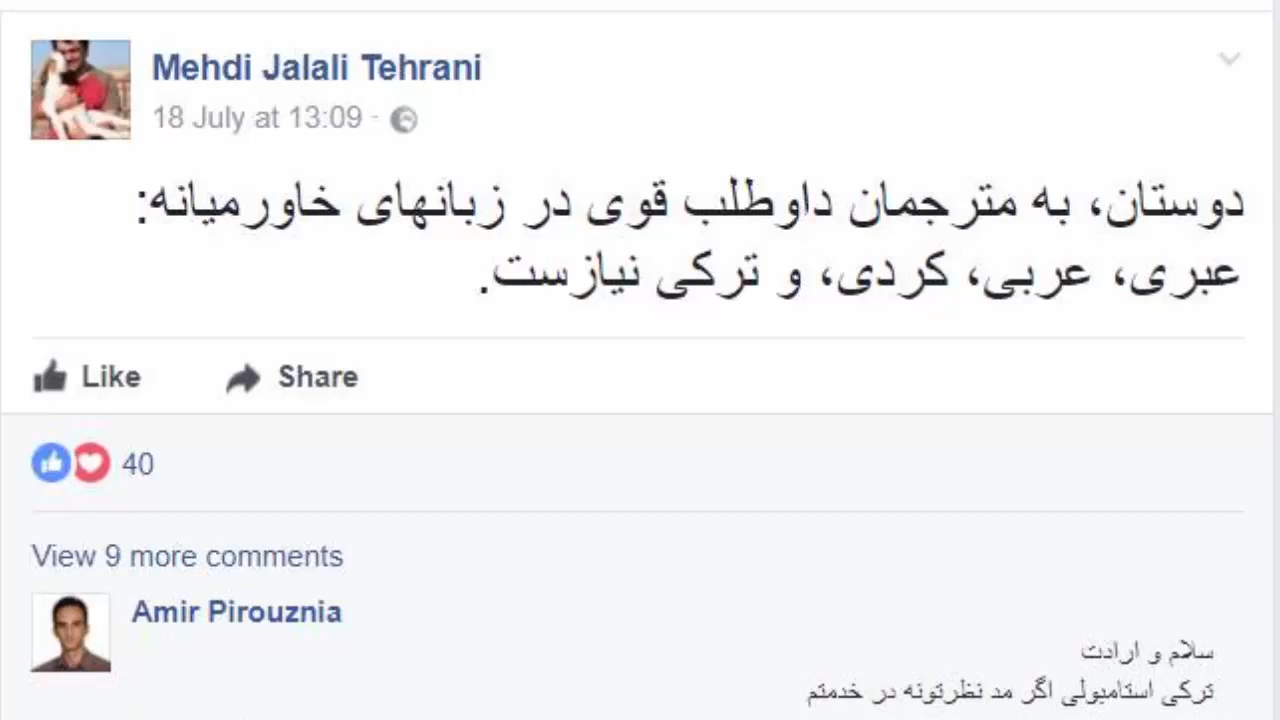 Mehdi Jalali Tehrani
18 July at 13:09 ·
دوستان، به مترجمان داوطلب قوی در زبانهای خاورمیانه:
عبری، عربی، کردی، و ترکی نیازست.
Like Share
40
View 9 more comments
Amir Pirouznia
سلام و ارادت
ترکی استامبولی اگر مد نظرتونه در خدمتم